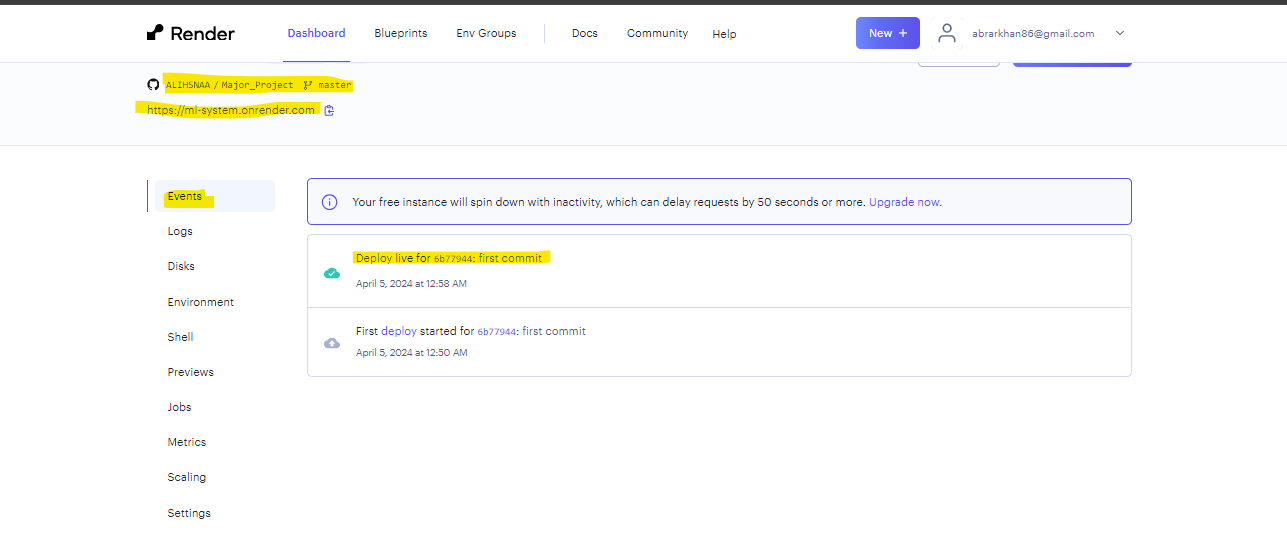 Render Dashboard Blueprints Env Groups Docs Community Help New + abrarkhan86@gmail.com
ALIHSNAA / Major_Project master
https://ml-system.onrender.com
Events
Logs
Disks
Environment
Shell
Previews
Jobs
Metrics
Scaling
Settings
Your free instance will spin down with inactivity, which can delay requests by 50 seconds or more. Upgrade now.
Deploy live for 6b77944: first commit
April 5, 2024 at 12:58 AM
First deploy started for 6b77944: first commit
April 5, 2024 at 12:50 AM